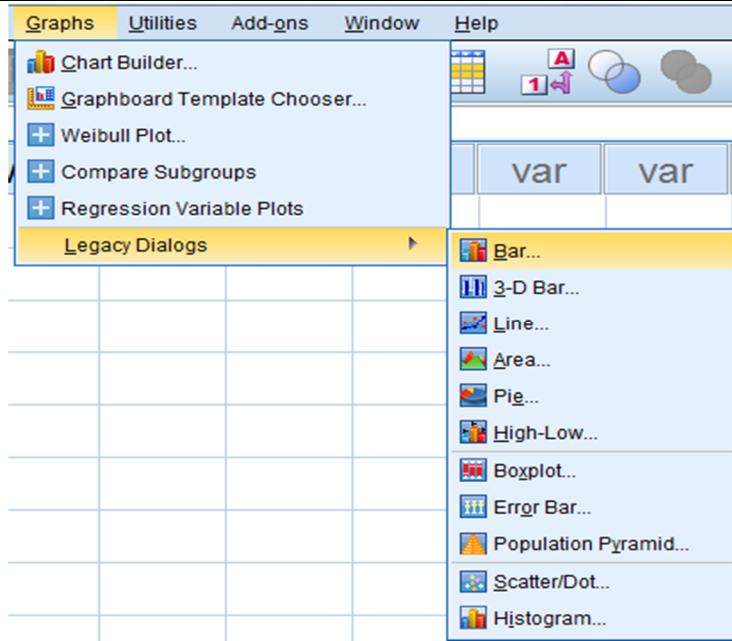 Graphs Utilities Add-ons Window Help
Chart Builder...
Graphboard Template Chooser...
Weibull Plot...
Compare Subgroups
Regression Variable Plots
Legacy Dialogs
A
1
var var
Bar...
3-D Bar...
Line...
Area...
Pie...
High-Low...
Boxplot...
Error Bar...
Population Pyramid...
Scatter/Dot...
Histogram...